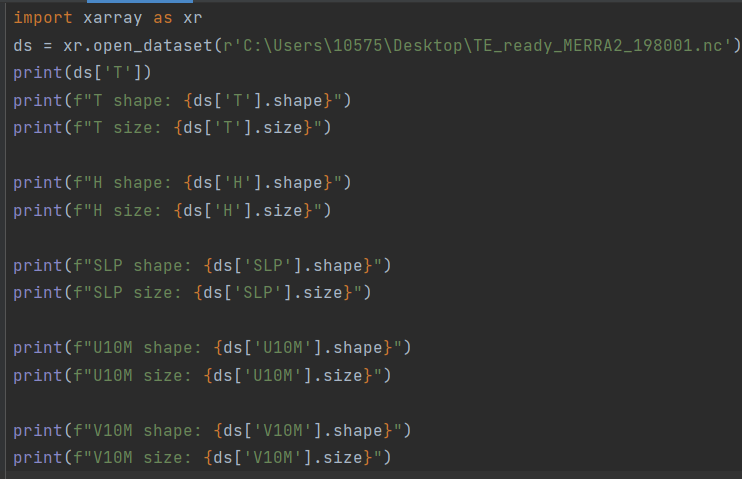 import xarray as xr
ds = xr.open_dataset(r'C:\Users\10575\Desktop\TE_ready_MERRA2_198001.nc')
print(ds['T'])
print(f"T shape: {ds['T'].shape}")
print(f"T size: {ds['T'].size}")

print(f"H shape: {ds['H'].shape}")
print(f"H size: {ds['H'].size}")

print(f"SLP shape: {ds['SLP'].shape}")
print(f"SLP size: {ds['SLP'].size}")

print(f"U10M shape: {ds['U10M'].shape}")
print(f"U10M size: {ds['U10M'].size}")

print(f"V10M shape: {ds['V10M'].shape}")
print(f"V10M size: {ds['V10M'].size}")